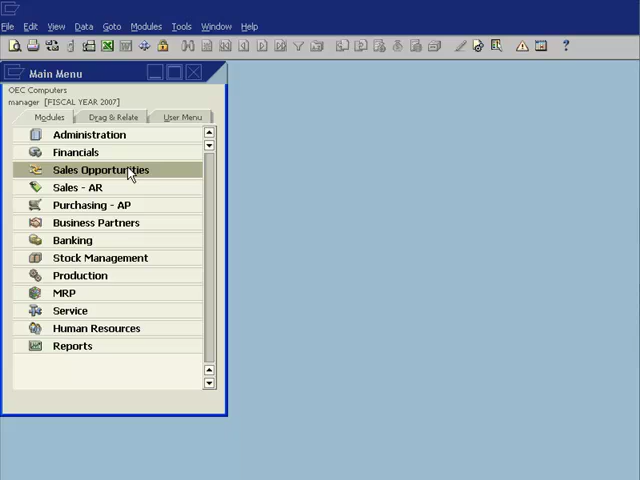 File Edit View Data Goto Modules Tools Window Help
Main Menu
OEC Computers
manager [FISCAL YEAR 2007]
Modules Drag & Relate User Menu
Administration
Financials
Sales Opportunities
Sales - AR
Purchasing - AP
Business Partners
Banking
Stock Management
Production
MRP
Service
Human Resources
Reports